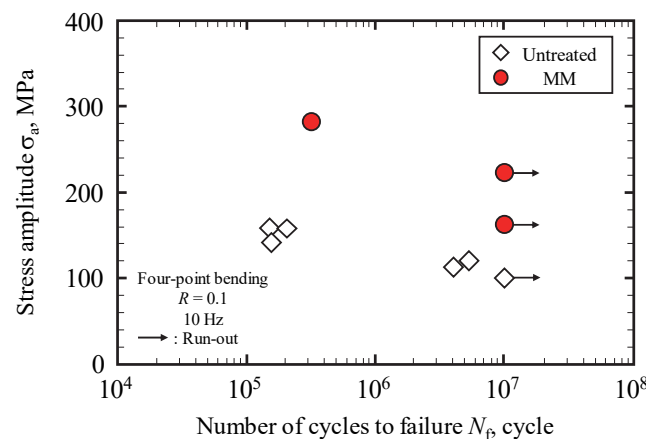 400
300
200
100
0
Stress amplitude σa, MPa
Untreated
MM
Four-point bending
R = 0.1
10 Hz
: Run-out
10^4
10^5
10^6
10^7
10^8
Number of cycles to failure Nf, cycle